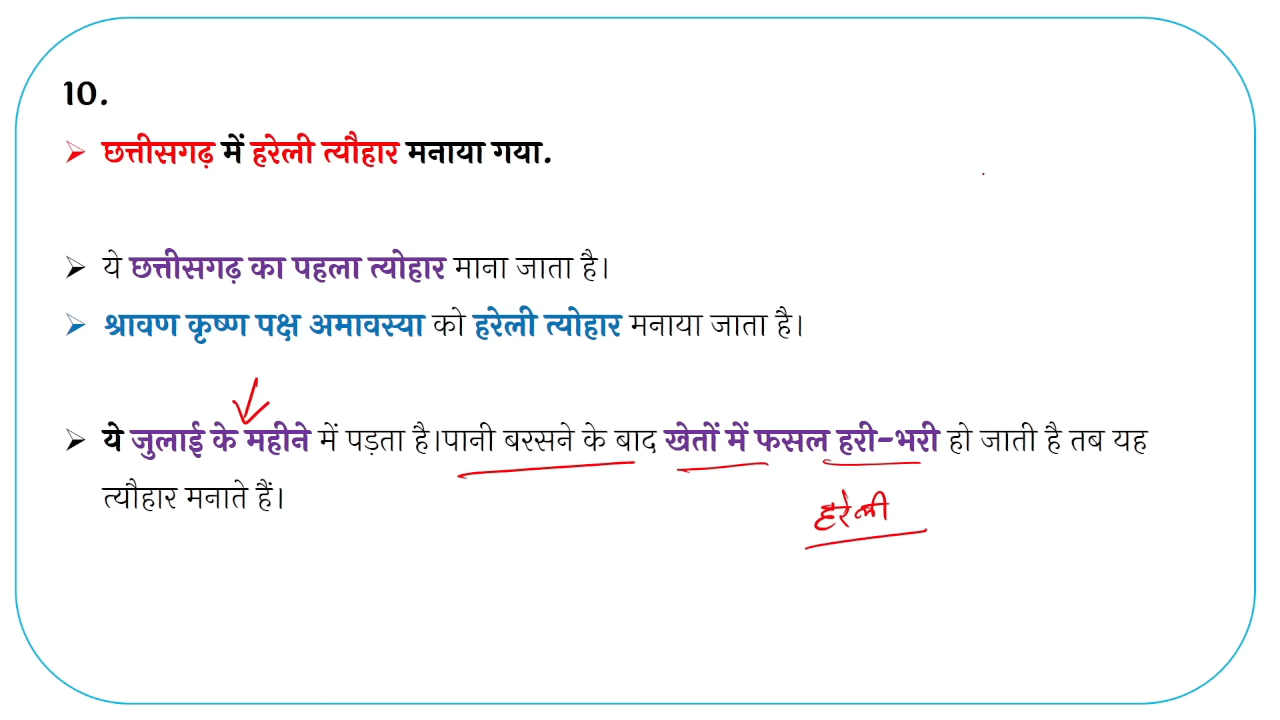 10.
➢ छत्तीसगढ़ में हरेली त्यौहार मनाया गया.
➢ ये छत्तीसगढ़ का पहला त्योहार माना जाता है।
➢ श्रावण कृष्ण पक्ष अमावस्या को हरेली त्योहार मनाया जाता है।
➢ ये जुलाई के महीने में पड़ता है।पानी बरसने के बाद खेतों में फसल हरी-भरी हो जाती है तब यह
त्यौहार मनाते हैं।
हरेली